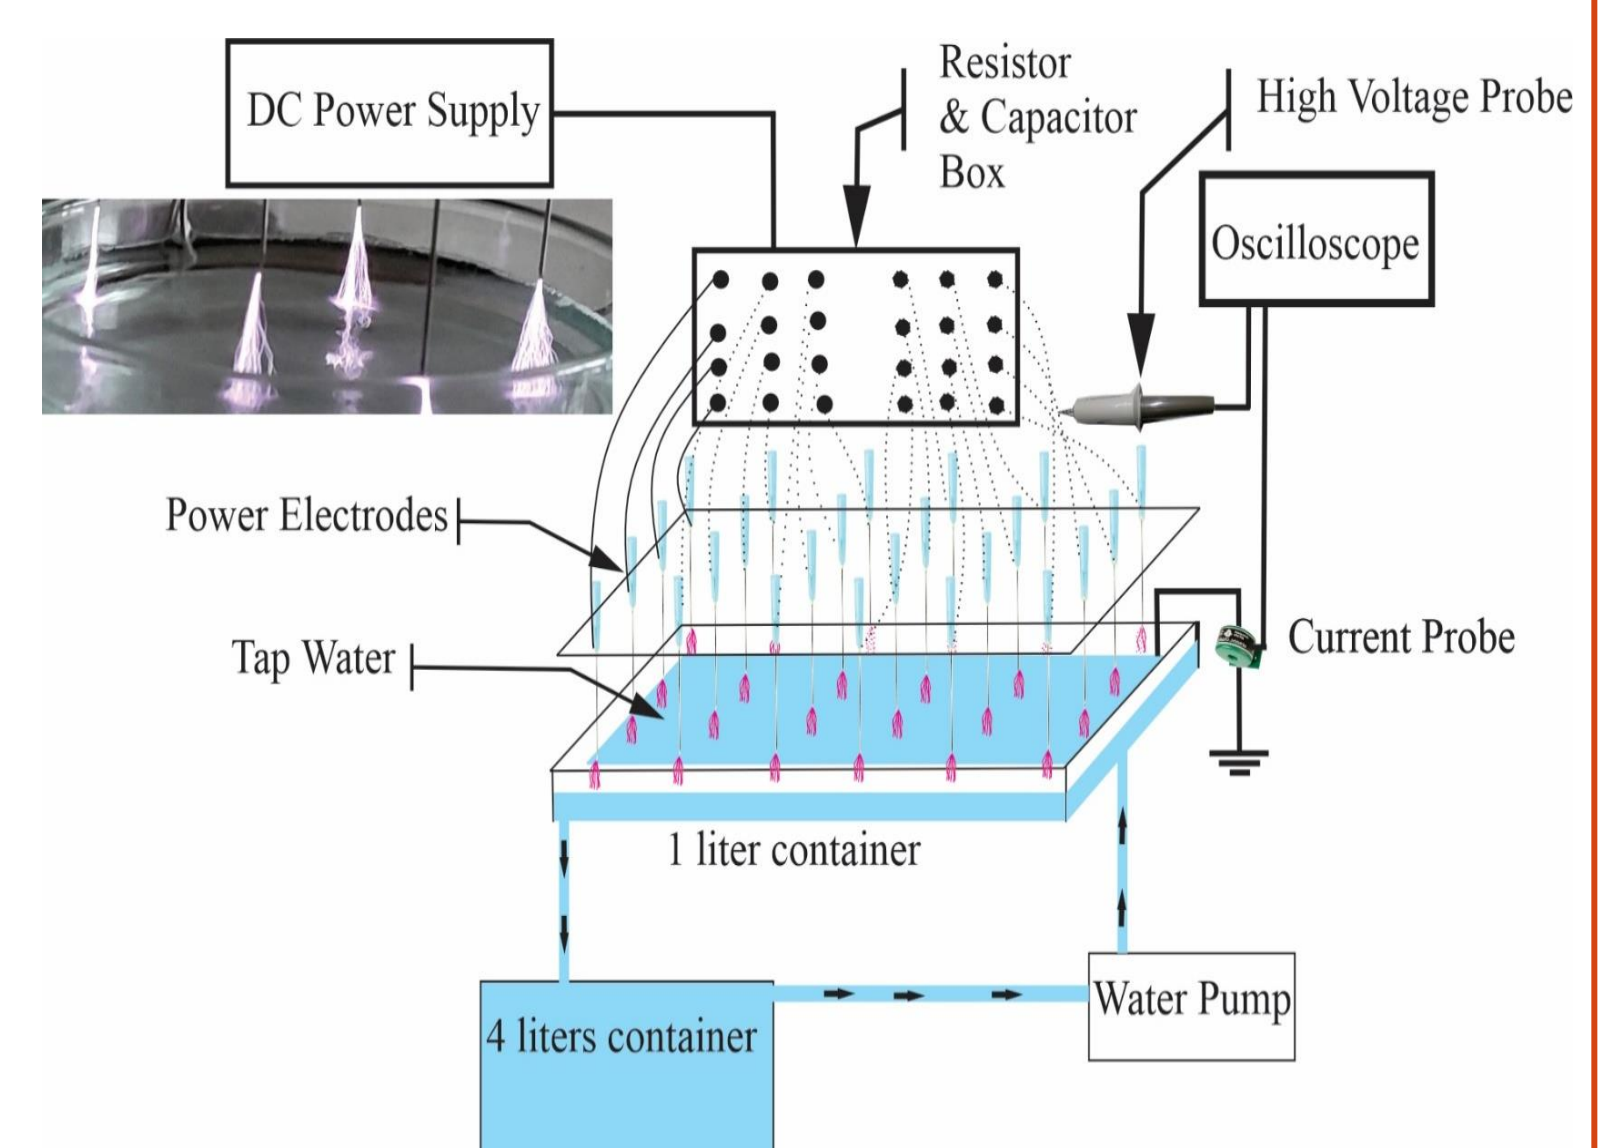 DC Power Supply
Resistor
& Capacitor
Box
High Voltage Probe
Oscilloscope
Power Electrodes
Tap Water
Current Probe
1 liter container
4 liters container
Water Pump